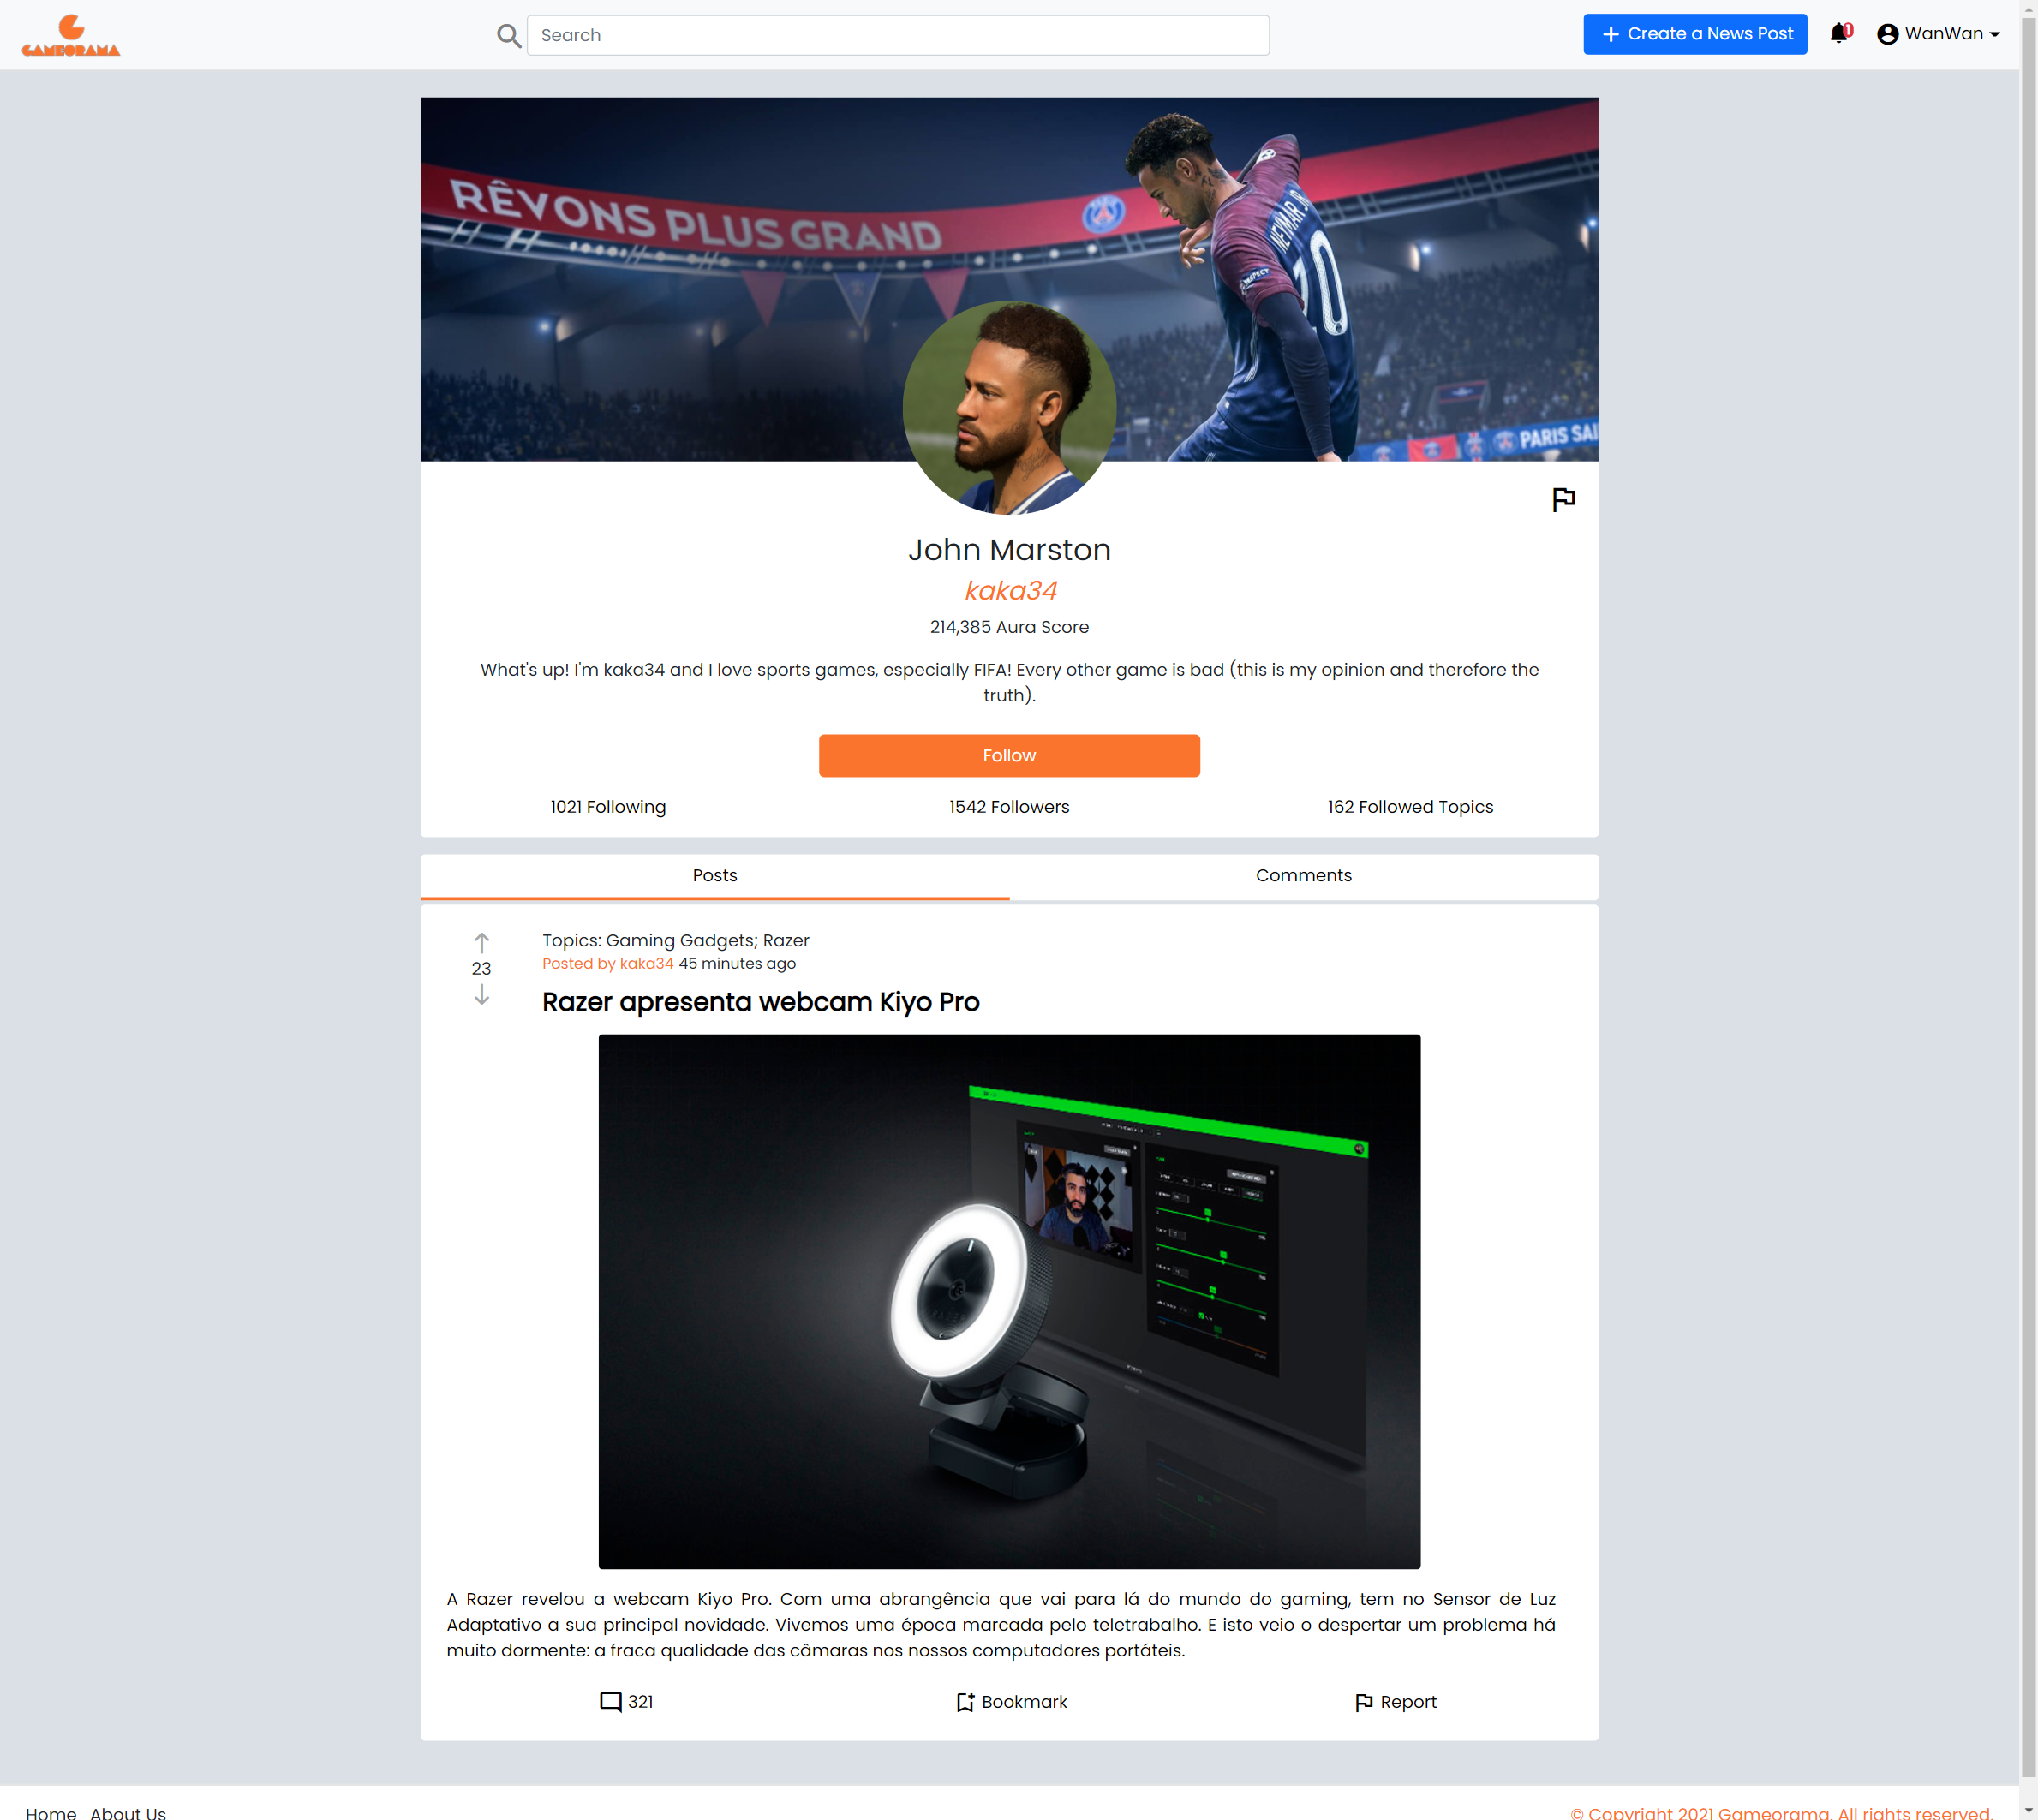 GAMEORAMA
Search
Create a News Post
1
WanWan
RÊVONS PLUS GRAND
NEIMAR JR
10
RESPECT
PARIS SAI
John Marston
kaka34
214,385 Aura Score
What's up! I'm kaka34 and I love sports games, especially FIFA! Every other game is bad (this is my opinion and therefore the
truth).
Follow
1021 Following
1542 Followers
162 Followed Topics
Posts
Comments
23
Topics: Gaming Gadgets; Razer
Posted by kaka34 45 minutes ago
Razer apresenta webcam Kiyo Pro
A Razer revelou a webcam Kiyo Pro. Com uma abrangência que vai para lá do mundo do gaming, tem no Sensor de Luz
Adaptativo a sua principal novidade. Vivemos uma época marcada pelo teletrabalho. E isto veio o despertar um problema há
muito dormente: a fraca qualidade das câmaras nos nossos computadores portáteis.
321
Bookmark
Report
Home
About Us
© Copyright 2021 Gameorama. All rights reserved.